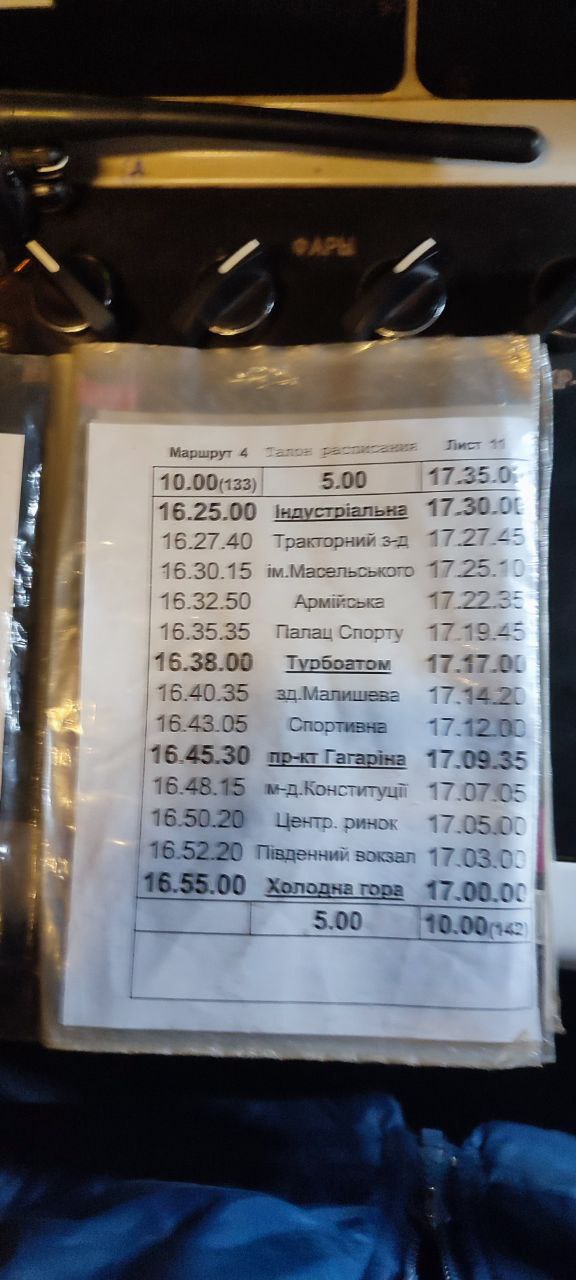 ФАРЫ
Маршрут 4 Талон расписания Лист 11
10.00(133) 5.00 17.35.00
16.25.00 Індустріальна 17.30.00
16.27.40 Тракторний з-д 17.27.45
16.30.15 ім.Масельського 17.25.10
16.32.50 Армійська 17.22.35
16.35.35 Палац Спорту 17.19.45
16.38.00 Турбоатом 17.17.00
16.40.35 зд.Малишева 17.14.20
16.43.05 Спортивна 17.12.00
16.45.30 пр-кт Гагаріна 17.09.35
16.48.15 м-д.Конституції 17.07.05
16.50.20 Центр. ринок 17.05.00
16.52.20 Південний вокзал 17.03.00
16.55.00 Холодна гора 17.00.00
5.00 10.00(142)